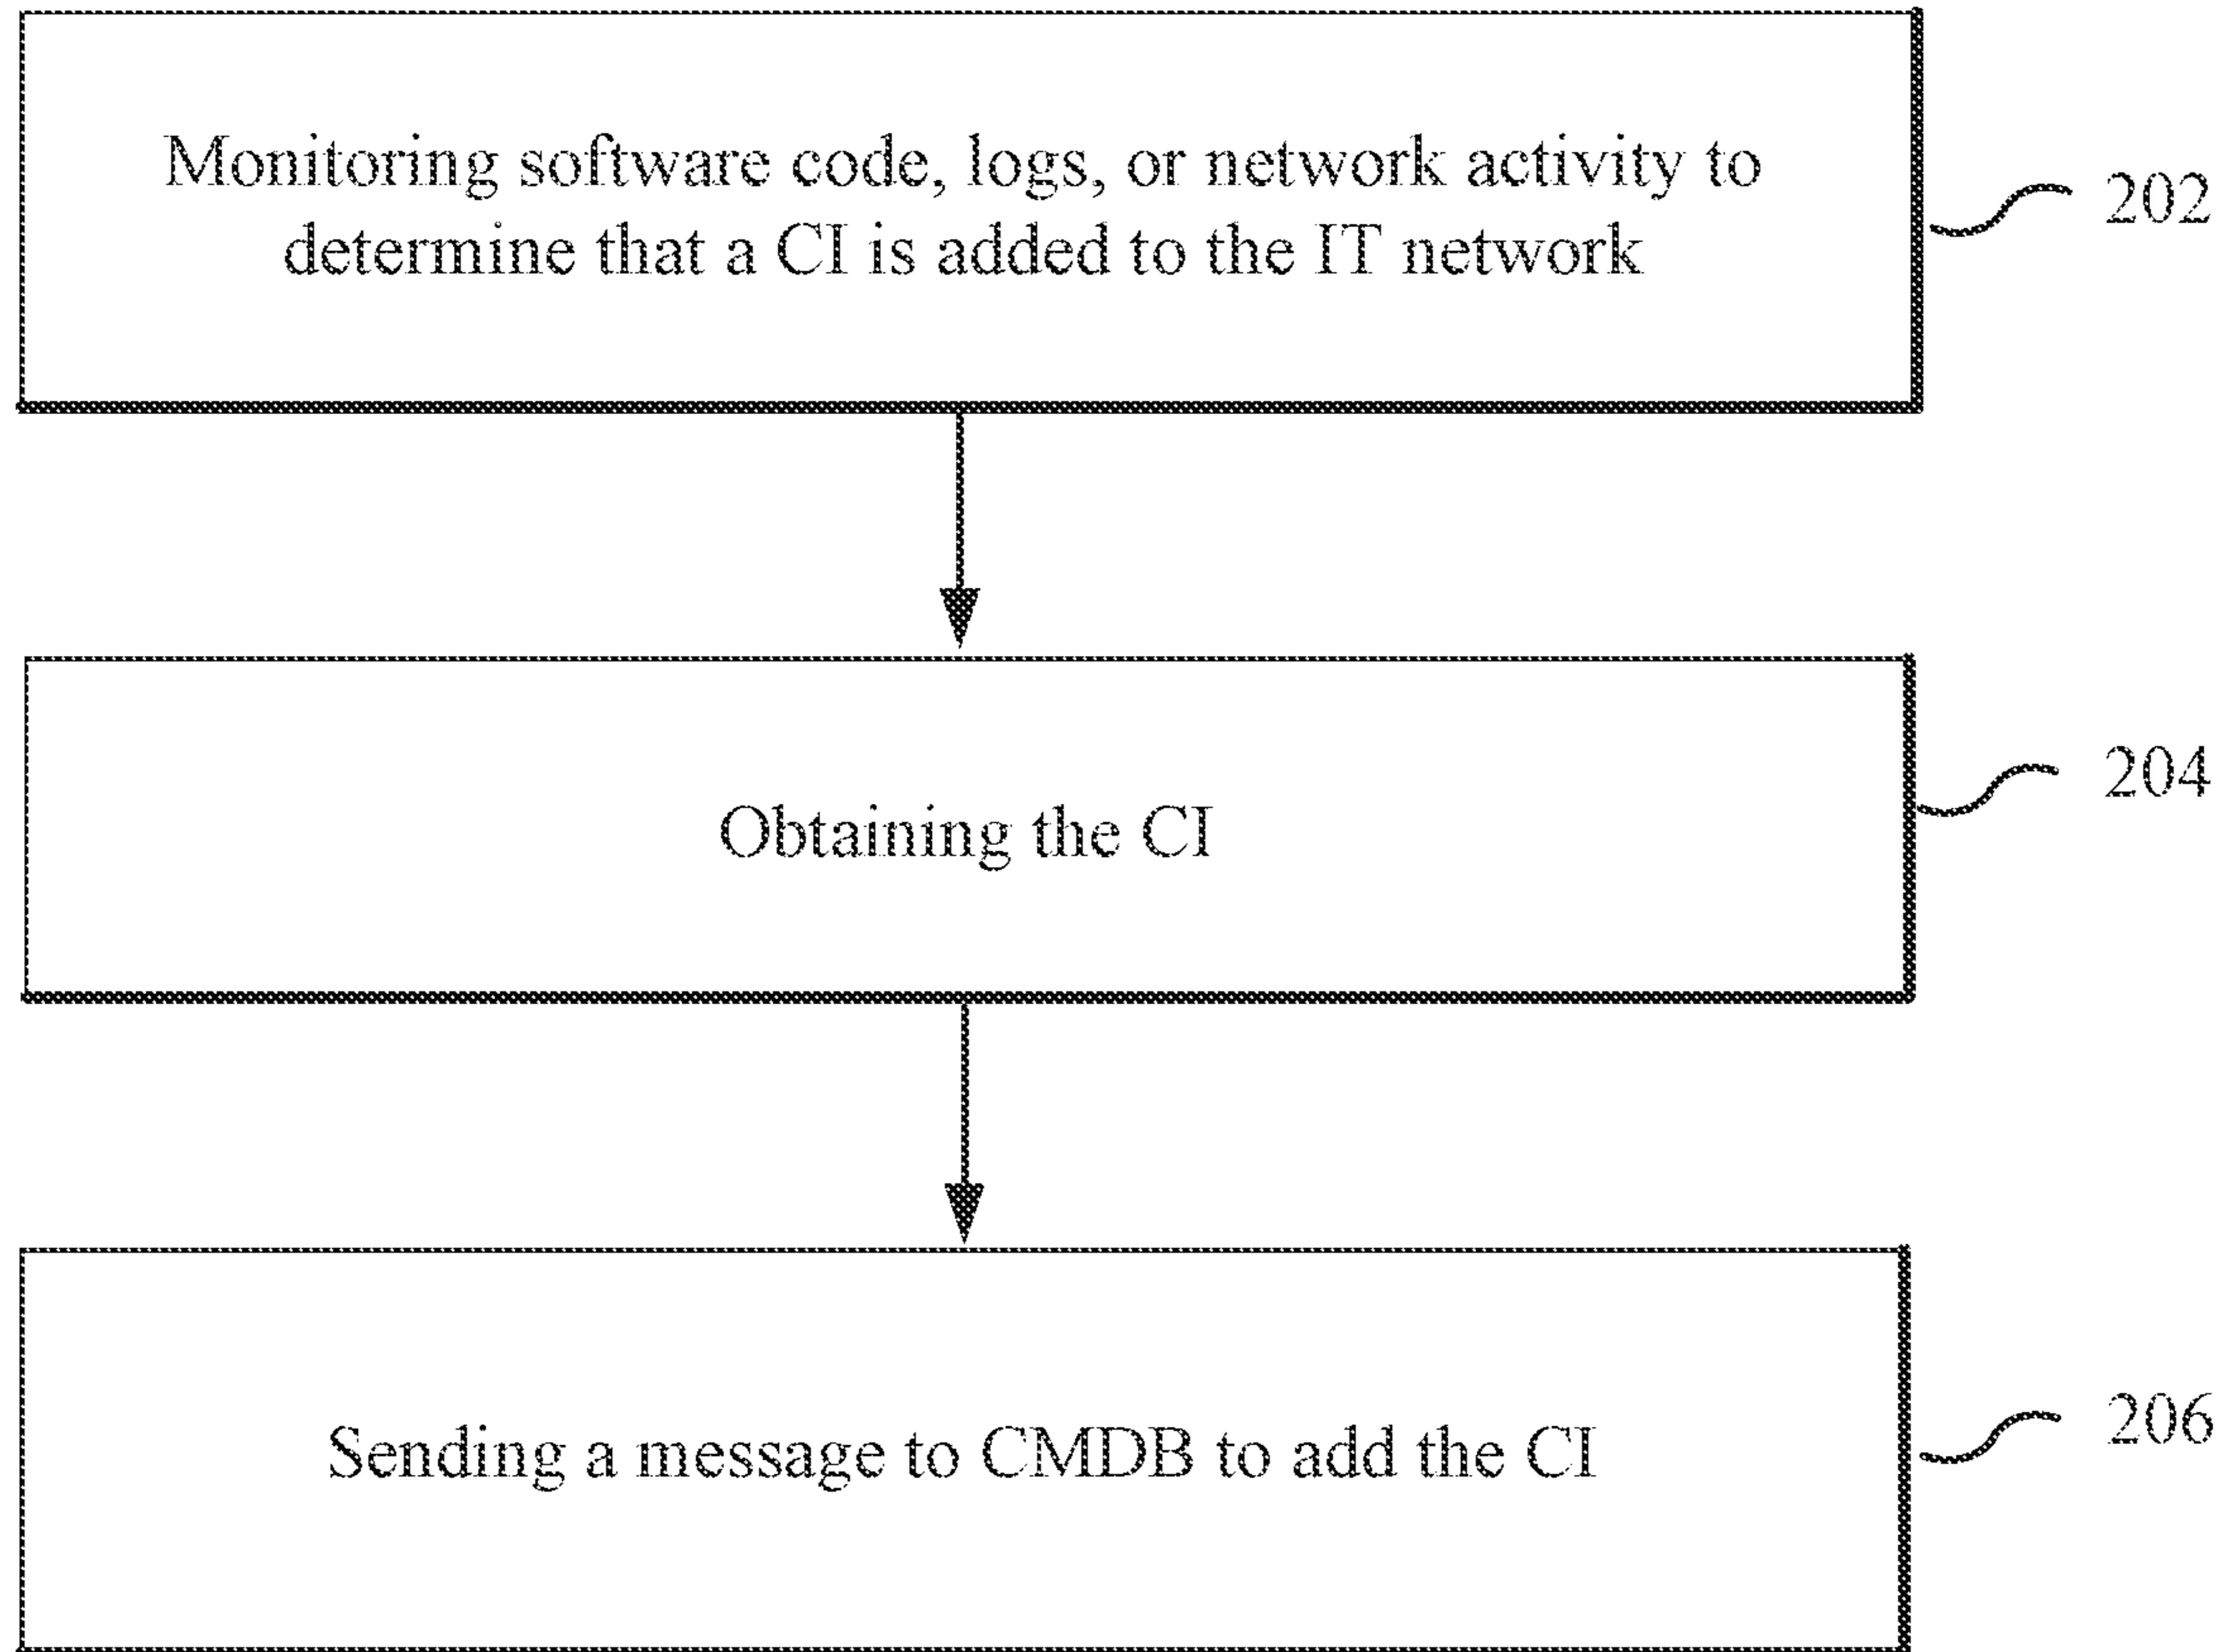 Monitoring software code, logs, or network activity to
determine that a CI is added to the IT network
202
Obtaining the CI
204
Sending a message to CMDB to add the CI
206